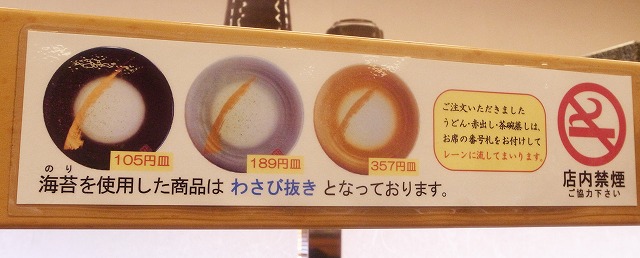 105円皿
189円皿
357円皿
のり
海苔を使用した商品は わさび抜き となっております。
ご注文いただきました
うどん・赤出し・茶碗蒸しは、
お席の番号札をお付けして
レーンに流してまいります。
店内禁煙
ご協力下さい